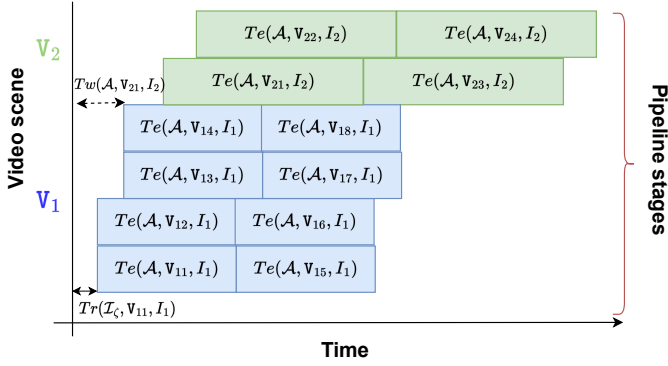 Te(𝒜, V₂₂, I₂) Te(𝒜, V₂₄, I₂)
V₂
Tw(𝒜, V₂₁, I₂) Te(𝒜, V₂₁, I₂) Te(𝒜, V₂₃, I₂)
Te(𝒜, V₁₄, I₁) Te(𝒜, V₁₈, I₁)
Te(𝒜, V₁₃, I₁) Te(𝒜, V₁₇, I₁)
V₁
Te(𝒜, V₁₂, I₁) Te(𝒜, V₁₆, I₁)
Te(𝒜, V₁₁, I₁) Te(𝒜, V₁₅, I₁)
Tr(ℐ_ζ, V₁₁, I₁)
Video scene
Pipeline stages
Time